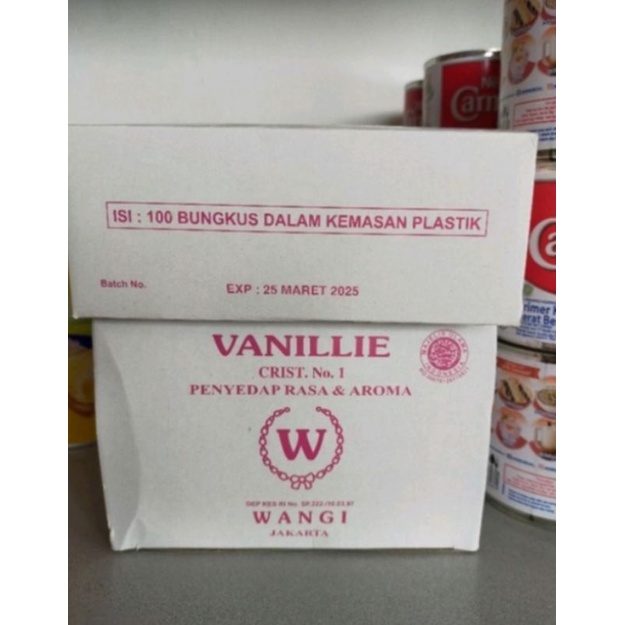 ISI : 100 BUNGKUS DALAM KEMASAN PLASTIK
Batch No.
EXP : 25 MARET 2025
VANILLIE
CRIST. No. 1
PENYEDAP RASA & AROMA
W
WANGI
JAKARTA